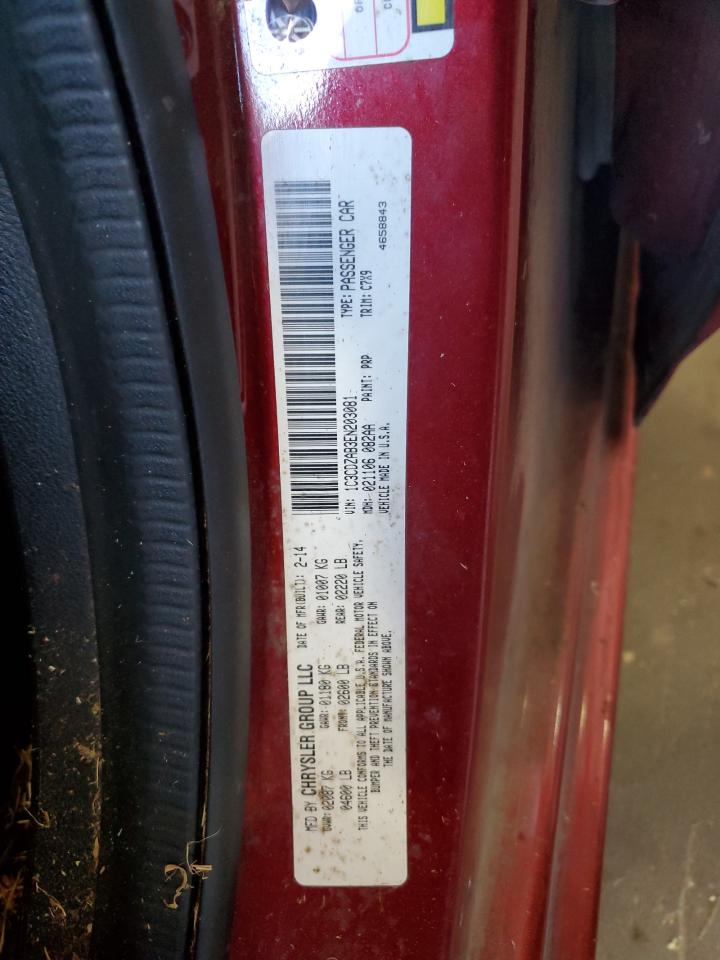 MFD BY CHRYSLER GROUP LLC DATE OF MFR(BUILT): 2-14
GVWR: 02087 KG GAWR: 01180 KG GAWR: 01007 KG
04600 LB FRONT: 02600 LB REAR: 02220 LB
THIS VEHICLE CONFORMS TO ALL APPLICABLE U.S.A. FEDERAL MOTOR VEHICLE SAFETY,
BUMPER AND THEFT PREVENTION STANDARDS IN EFFECT ON
THE DATE OF MANUFACTURE SHOWN ABOVE.
VIN: 1C3CDZAB3EN203081 TYPE: PASSENGER CAR
MDH: 021106 082AA PAINT: PRP TRIM: C7X9
VEHICLE MADE IN U.S.A. 4658843